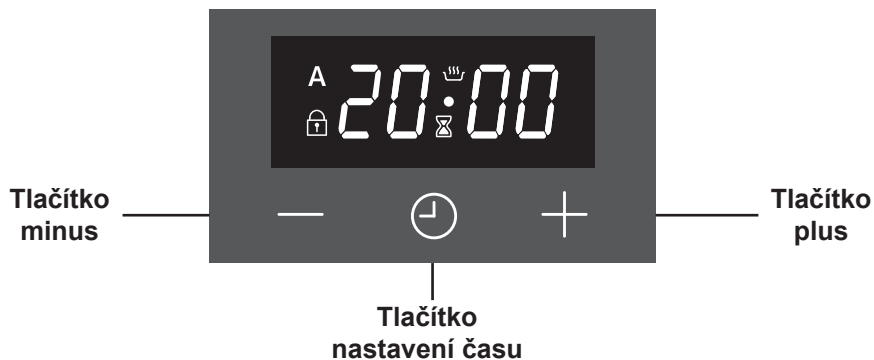 A 20:00
Tlačítko
minus
Tlačítko
plus
Tlačítko
nastavení času